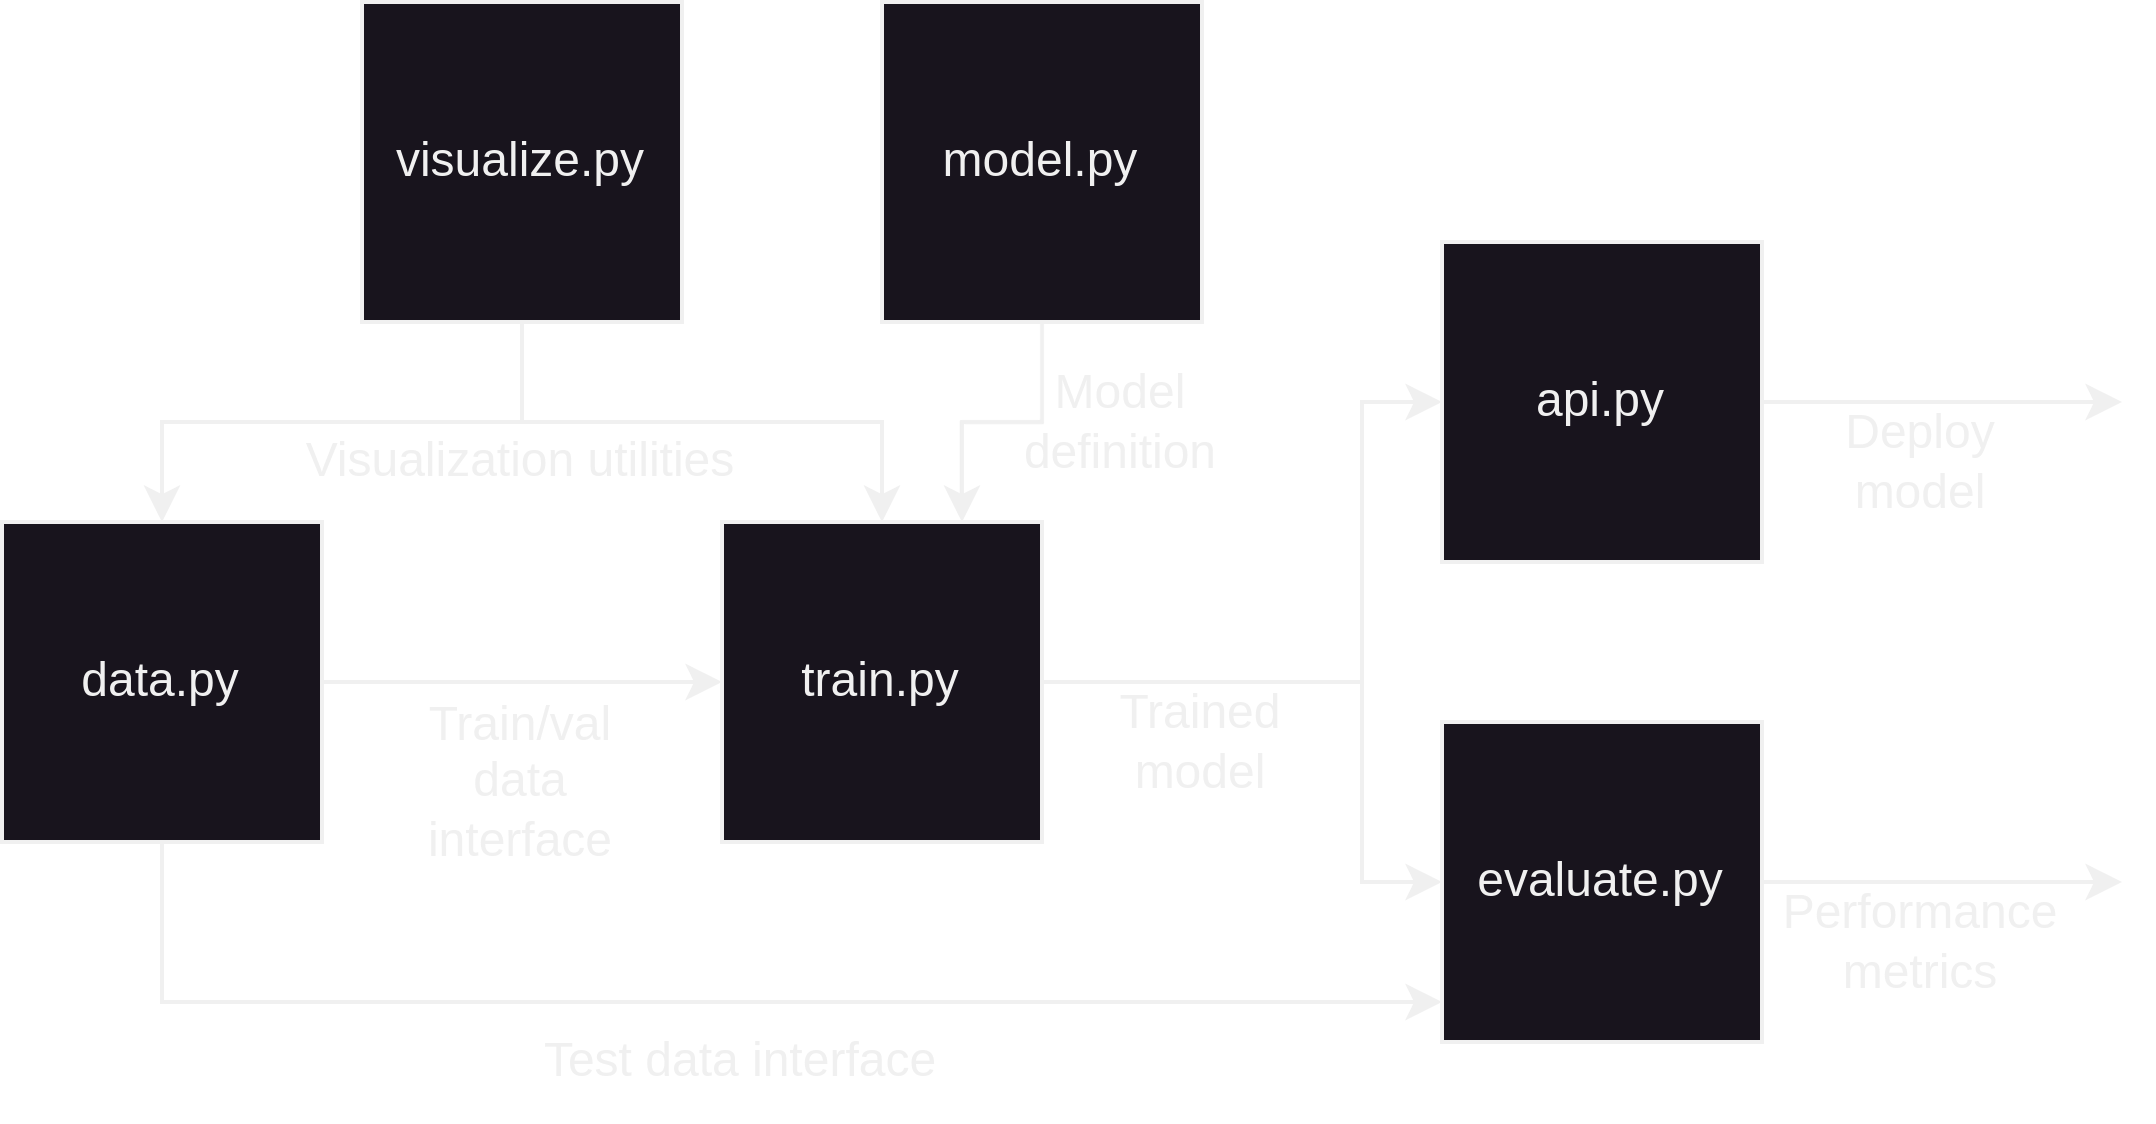 visualize.py
model.py
api.py
Model
definition
Deploy
model
Visualization utilities
data.py
train.py
Train/val
data
interface
Trained
model
evaluate.py
Performance
metrics
Test data interface